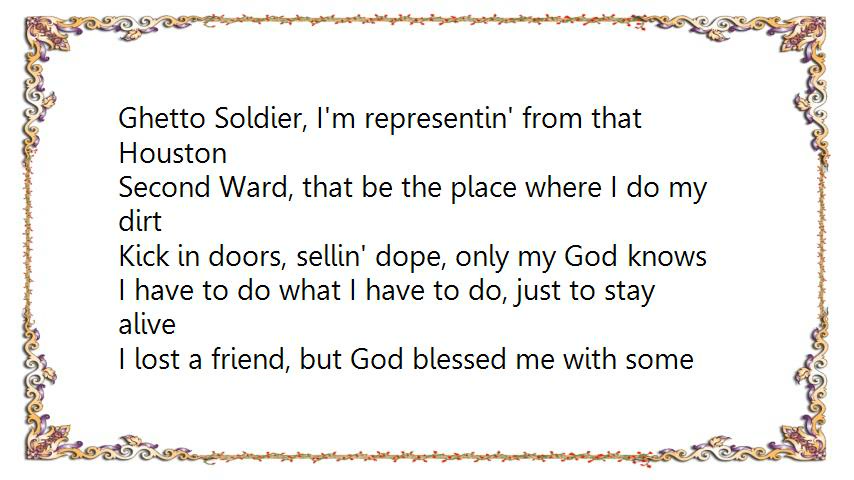 Ghetto Soldier, I'm representin' from that
Houston
Second Ward, that be the place where I do my
dirt
Kick in doors, sellin' dope, only my God knows
I have to do what I have to do, just to stay
alive
I lost a friend, but God blessed me with some